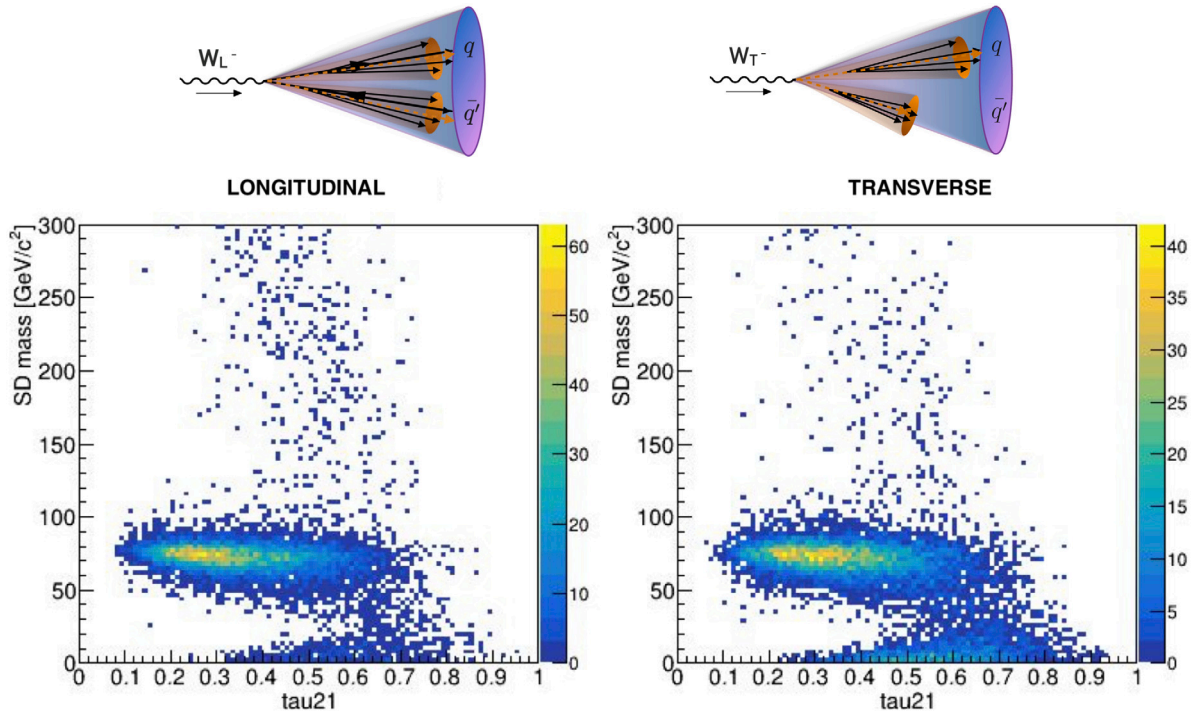 W_L^- q
q̄′
LONGITUDINAL
SD mass [GeV/c²]
300
250
200
150
100
50
0
0 0.1 0.2 0.3 0.4 0.5 0.6 0.7 0.8 0.9 1
tau21
60
50
40
30
20
10
0
W_T^- q
q̄′
TRANSVERSE
SD mass [GeV/c²]
300
250
200
150
100
50
0
0 0.1 0.2 0.3 0.4 0.5 0.6 0.7 0.8 0.9 1
tau21
40
35
30
25
20
15
10
5
0